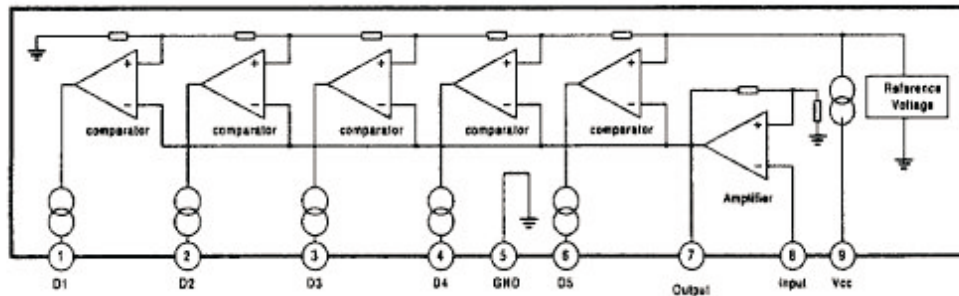 +
-
comparator
+
-
comparator
+
-
comparator
+
-
comparator
+
-
comparator
+
-
Amplifier
Reference
Voltage
1
2
3
4
5
6
7
8
9
D1
D2
D3
D4
GND
D5
Output
Input
Vcc